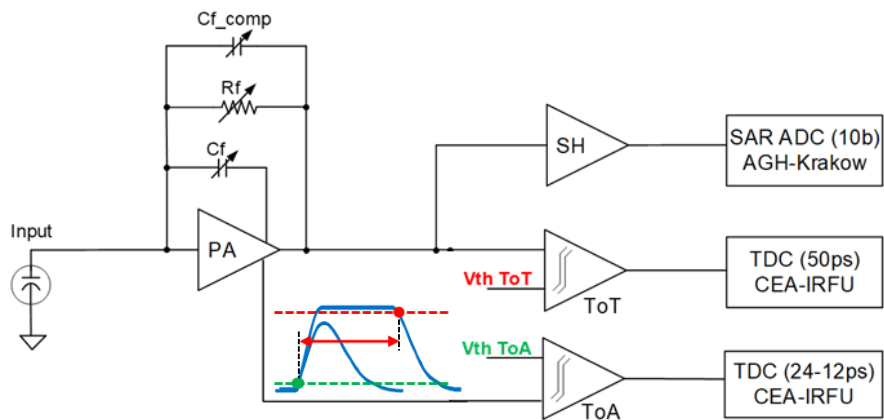 Cf_comp
Rf
Cf
Input
PA
SH
SAR ADC (10b)
AGH-Krakow
Vth ToT
ToT
TDC (50ps)
CEA-IRFU
Vth ToA
ToA
TDC (24-12ps)
CEA-IRFU